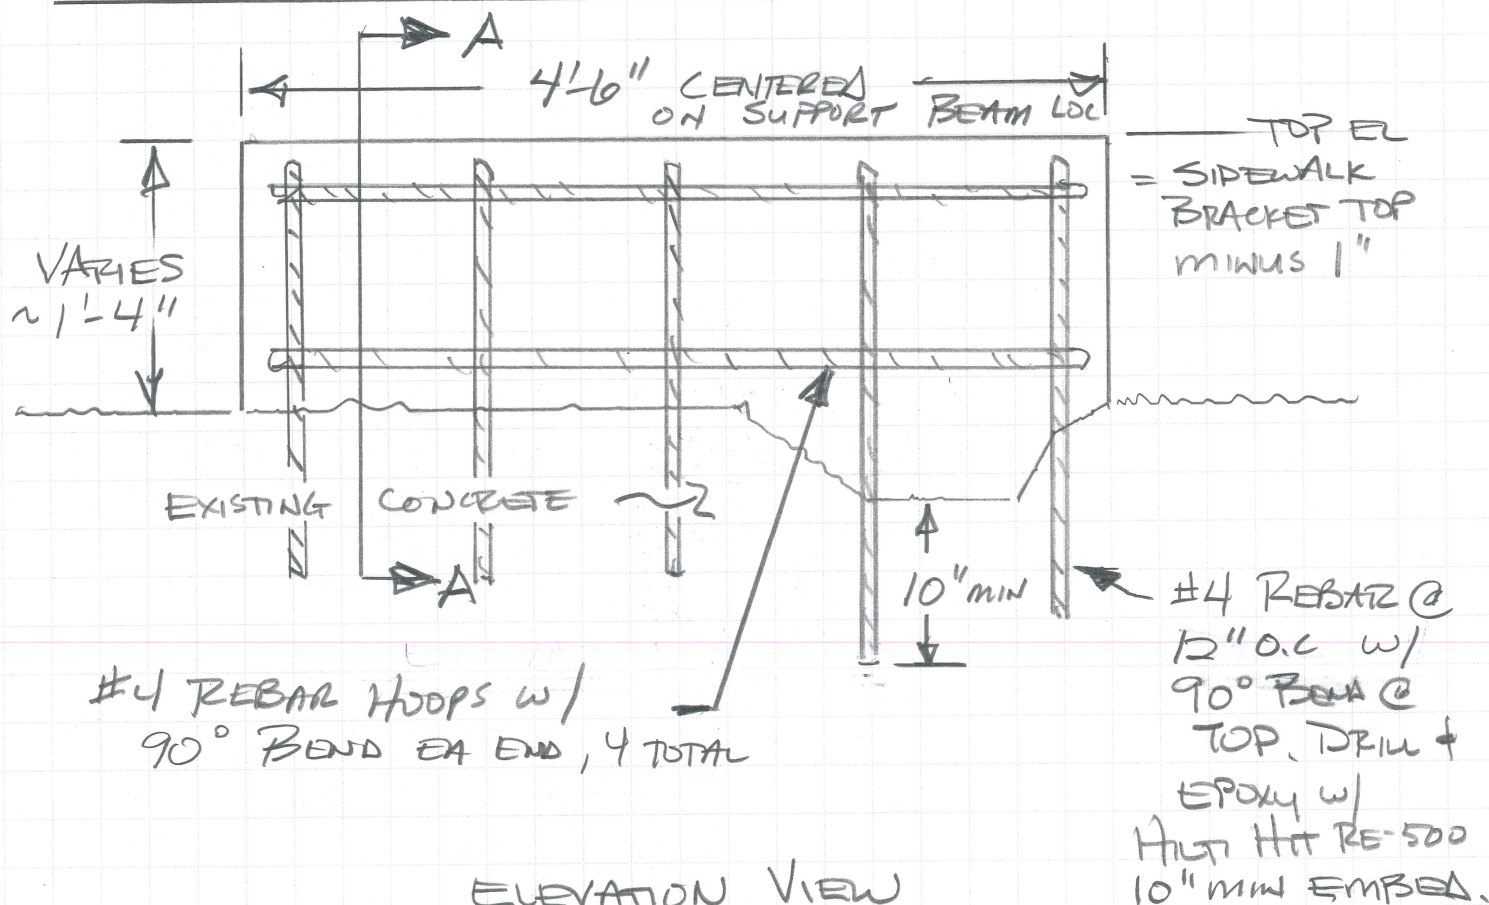 A
4'-6" CENTERED
ON SUPPORT BEAM LOC
TOP EL
= SIDEWALK
BRACKET TOP
MINUS 1"
VARIES
~1'-4"
EXISTING CONCRETE
A
10" MIN
#4 REBAR @
12" O.C W/
90° BEND @
TOP. DRILL &
EPOXY W/
HILTI HIT RE-500
10" MIN EMBED.
#4 REBAR HOOPS W/
90° BEND EA END, 4 TOTAL
ELEVATION VIEW